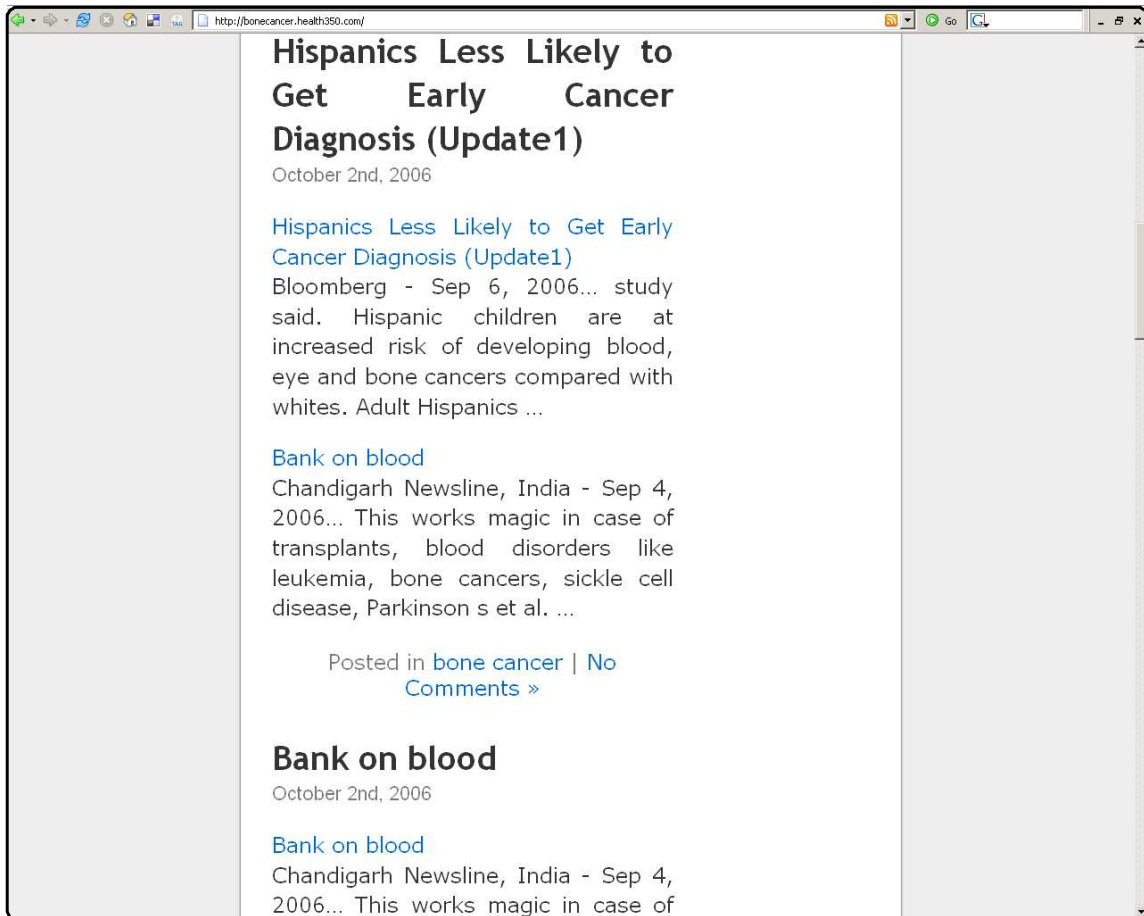 http://bonecancer.health350.com/
Go
Hispanics Less Likely to
Get Early Cancer
Diagnosis (Update1)
October 2nd, 2006
Hispanics Less Likely to Get Early
Cancer Diagnosis (Update1)
Bloomberg - Sep 6, 2006... study
said. Hispanic children are at
increased risk of developing blood,
eye and bone cancers compared with
whites. Adult Hispanics ...
Bank on blood
Chandigarh Newsline, India - Sep 4,
2006... This works magic in case of
transplants, blood disorders like
leukemia, bone cancers, sickle cell
disease, Parkinson s et al. ...
Posted in bone cancer | No
Comments »
Bank on blood
October 2nd, 2006
Bank on blood
Chandigarh Newsline, India - Sep 4,
2006... This works magic in case of